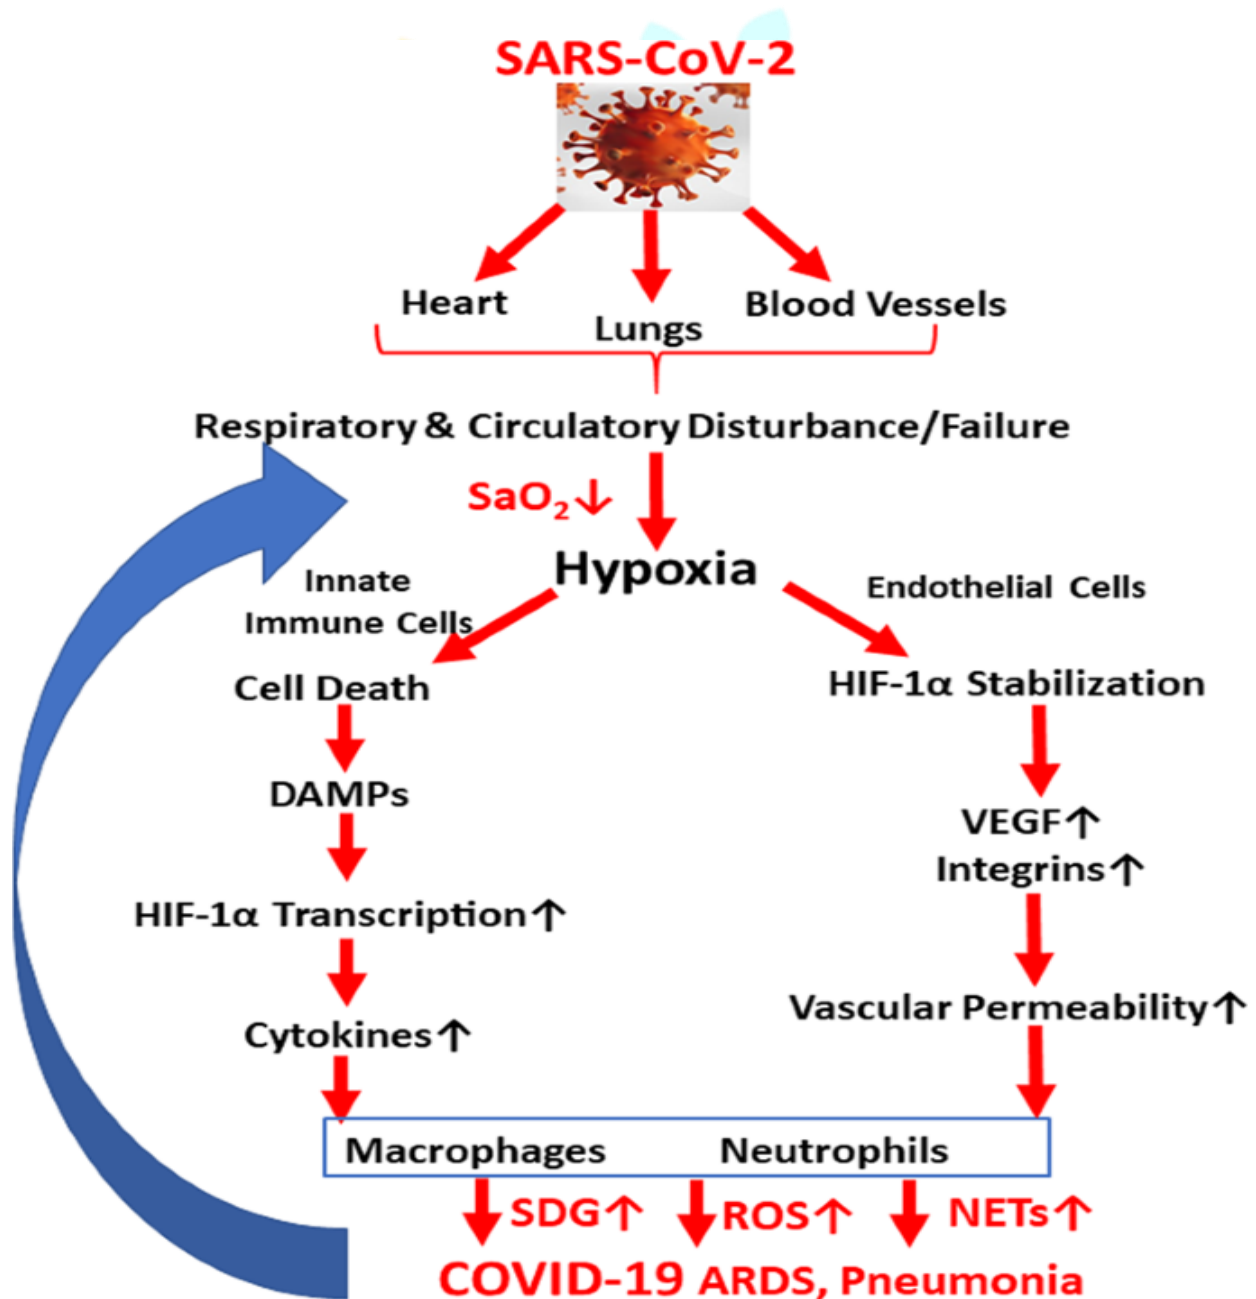 SARS-CoV-2
Heart
Lungs
Blood Vessels
Respiratory & Circulatory Disturbance/Failure
SaO₂↓
Hypoxia
Innate
Immune Cells
Endothelial Cells
Cell Death
HIF-1α Stabilization
DAMPs
VEGF↑
Integrins↑
HIF-1α Transcription↑
Vascular Permeability↑
Cytokines↑
Macrophages Neutrophils
SDG↑ ROS↑ NETs↑
COVID-19 ARDS, Pneumonia